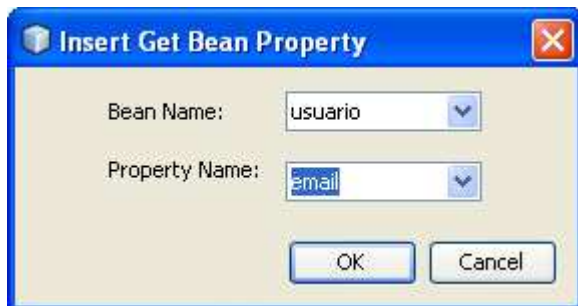 Insert Get Bean Property
Bean Name: usuario
Property Name: email
OK Cancel